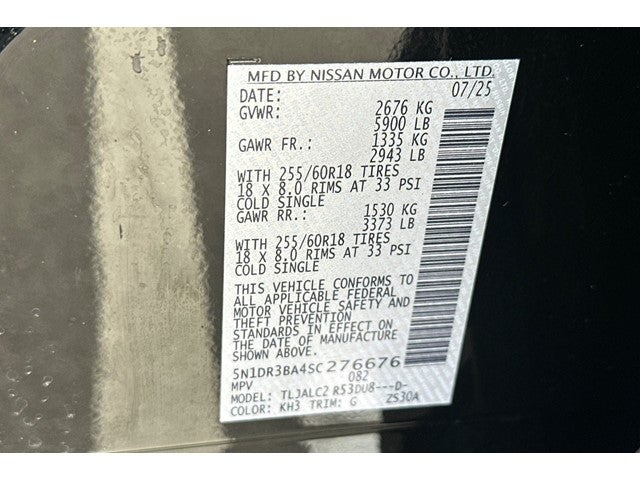 MFD BY NISSAN MOTOR CO., LTD.
DATE: 07/25
GVWR: 2676 KG
5900 LB
GAWR FR.: 1335 KG
2943 LB
WITH 255/60R18 TIRES
18 X 8.0 RIMS AT 33 PSI
COLD SINGLE
GAWR RR.: 1530 KG
3373 LB
WITH 255/60R18 TIRES
18 X 8.0 RIMS AT 33 PSI
COLD SINGLE
THIS VEHICLE CONFORMS TO
ALL APPLICABLE FEDERAL
MOTOR VEHICLE SAFETY AND
THEFT PREVENTION
STANDARDS IN EFFECT ON
THE DATE OF MANUFACTURE
5N1DR3BA4SC276676
MPV 082
MODEL: TLJALC2 R53DU8---D-
COLOR: KH3 TRIM: G ZS30A